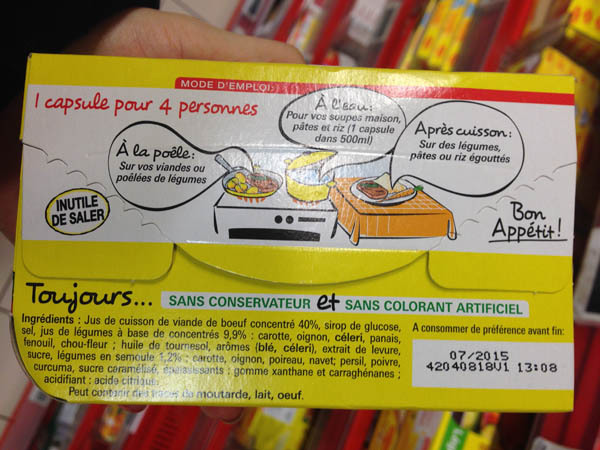 MODE D'EMPLOI:
1 capsule pour 4 personnes
À l'eau:
Pour vos soupes maison,
pâtes et riz (1 capsule
dans 500ml)
Après cuisson:
Sur des légumes,
pâtes ou riz égouttés
À la poêle:
Sur vos viandes ou
poêlées de légumes
INUTILE
DE SALER
Bon
Appétit!
Toujours... SANS CONSERVATEUR et SANS COLORANT ARTIFICIEL
Ingrédients : Jus de cuisson de viande de boeuf concentré 40%, sirop de glucose,
sel, jus de légumes à base de concentrés 9,9% : carotte, oignon, céleri, panais,
fenouil, chou-fleur ; huile de tournesol, arômes (blé, céleri), extrait de levure,
sucre, légumes en semoule 1,2% : carotte, oignon, poireau, navet; persil, poivre,
curcuma, sucre caramélisé, épaississants : gomme xanthane et carraghénanes ;
acidifiant : acide citrique.
Peut contenir des traces de moutarde, lait, oeuf.
A consommer de préférence avant fin:
07/2015
42040818V1 13:08